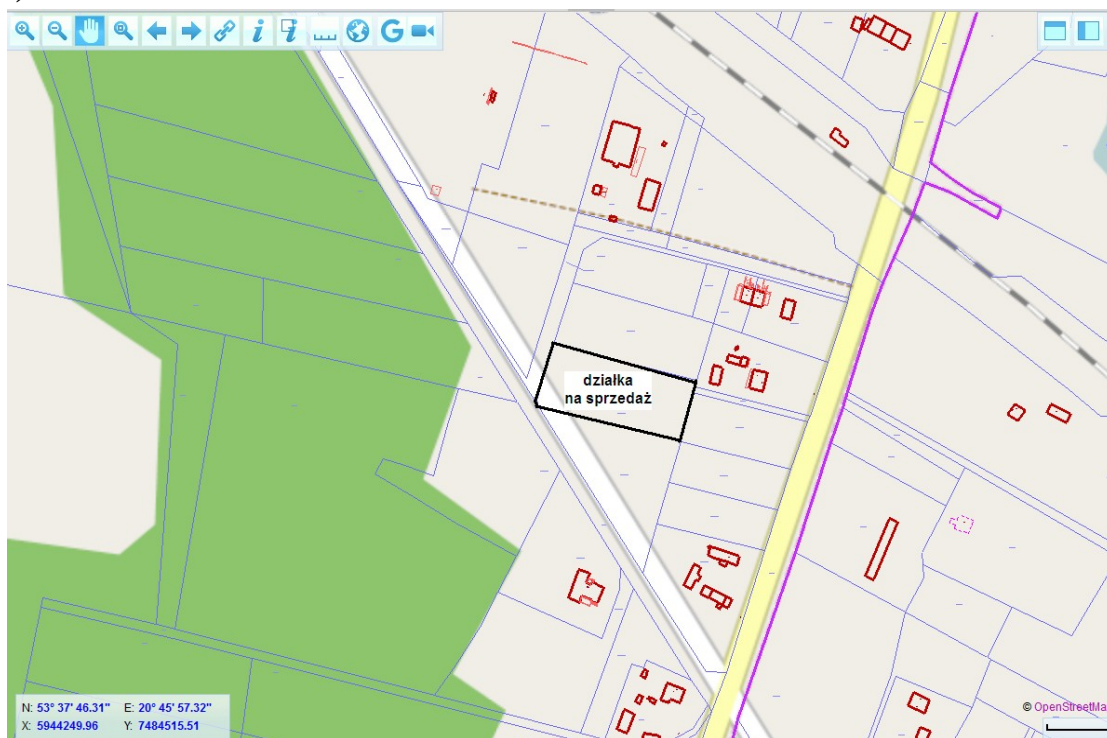 działka
na sprzedaż
N: 53° 37' 46.31" E: 20° 45' 57.32"
X: 5944249.96 Y: 7484515.51
© OpenStreetMa